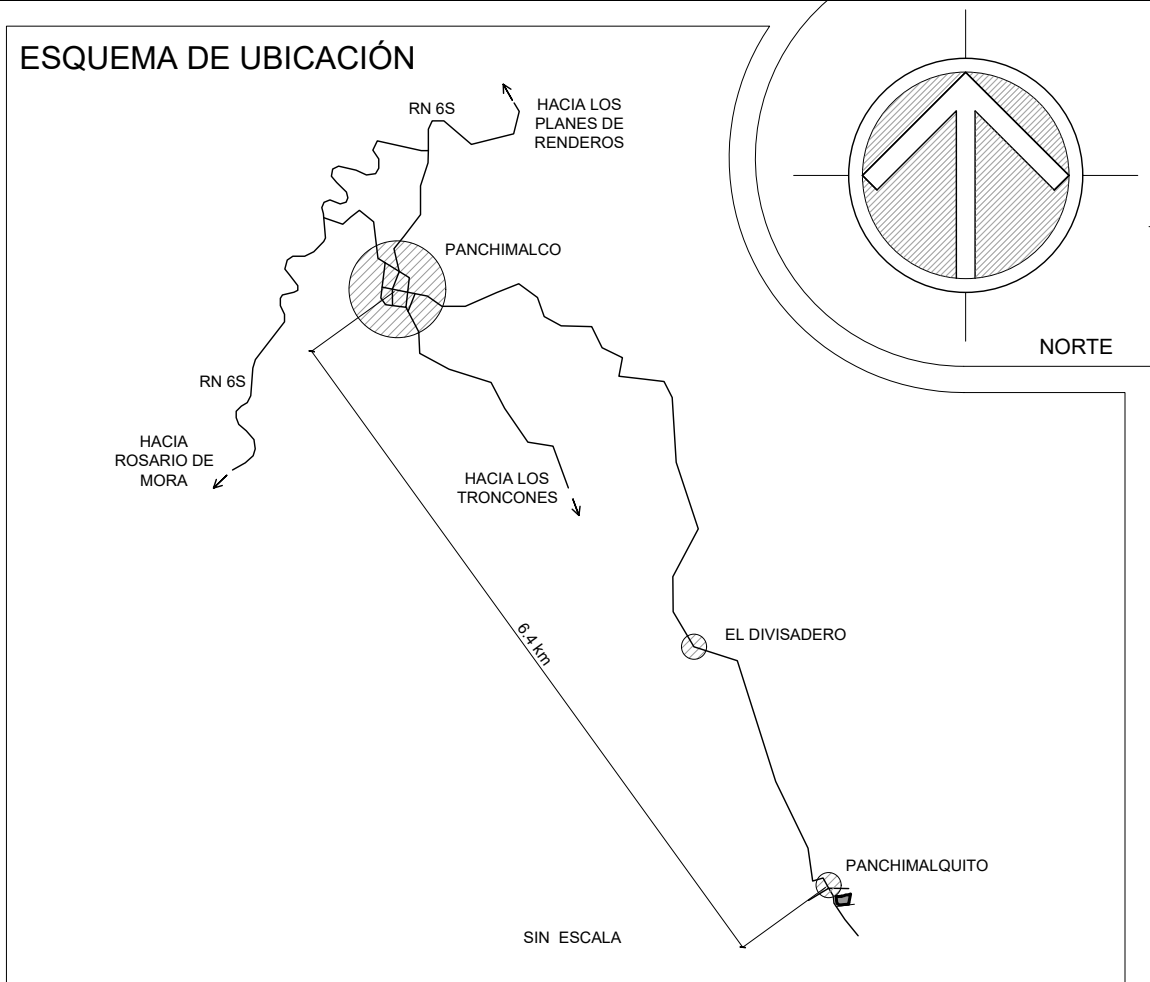 ESQUEMA DE UBICACIÓN
RN 6S
HACIA LOS
PLANES DE
RENDEROS
PANCHIMALCO
NORTE
RN 6S
HACIA
ROSARIO DE
MORA
HACIA LOS
TRONCONES
6.4 km
EL DIVISADERO
PANCHIMALQUITO
SIN ESCALA